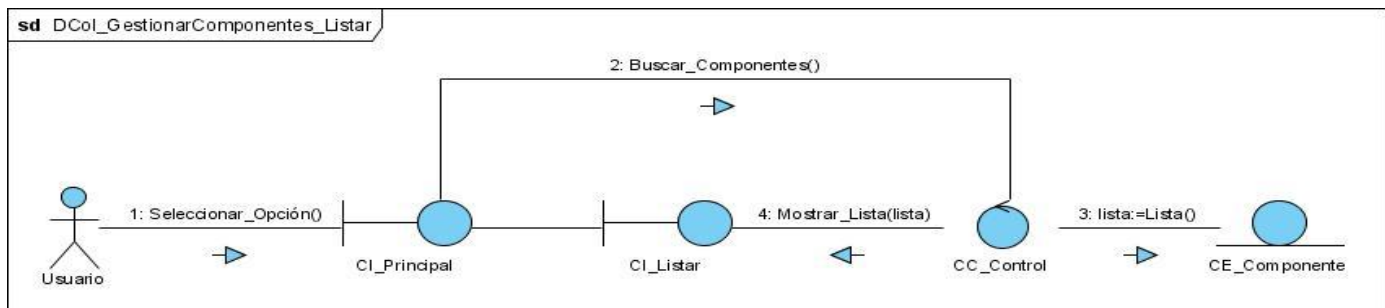 sd DCol_GestionarComponentes_Listar
2: Buscar_Componentes()
1: Seleccionar_Opción()
4: Mostrar_Lista(lista)
3: lista:=Lista()
Usuario
CI_Principal
CI_Listar
CC_Control
CE_Componente